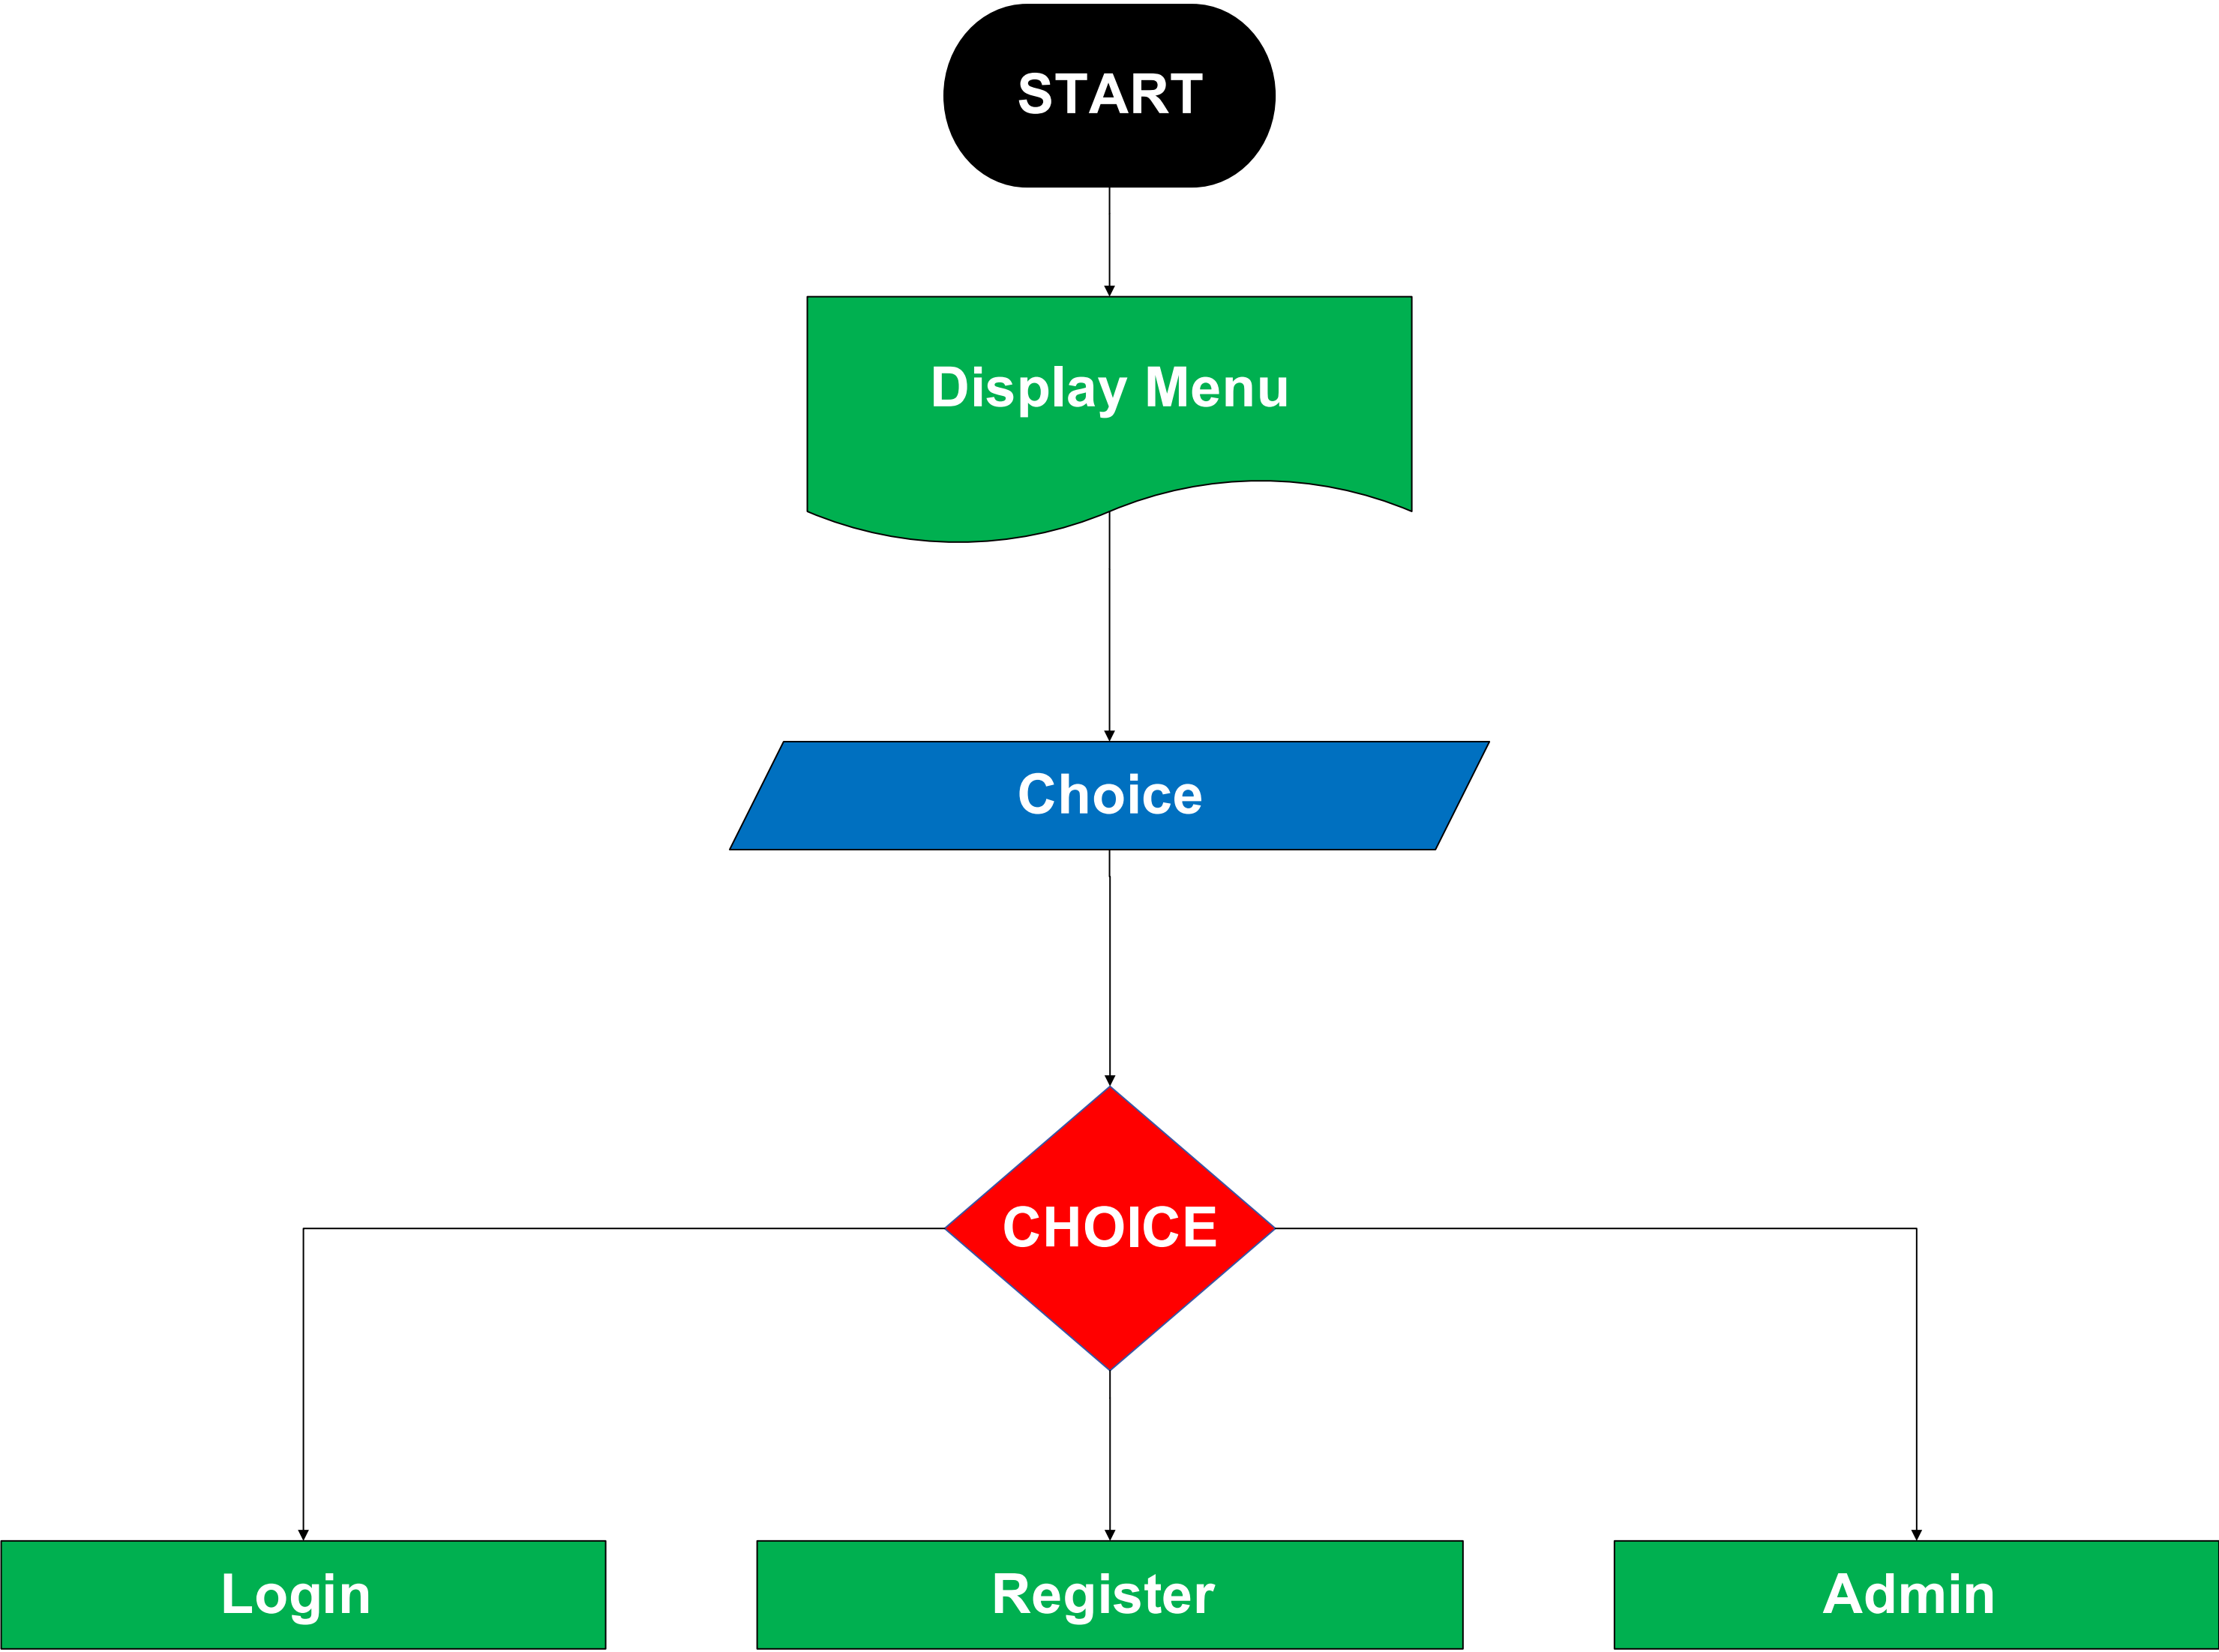 START
Display Menu
Choice
CHOICE
Login
Register
Admin